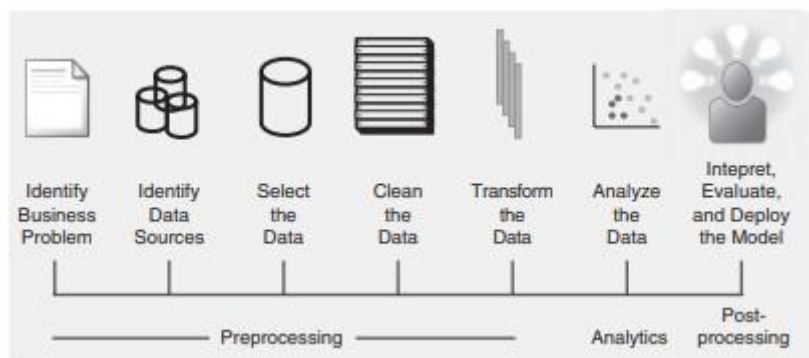 Identify
Business
Problem
Identify
Data
Sources
Select
the
Data
Clean
the
Data
Transform
the
Data
Analyze
the
Data
Intepret,
Evaluate,
and Deploy
the Model
Preprocessing
Analytics
Post-
processing